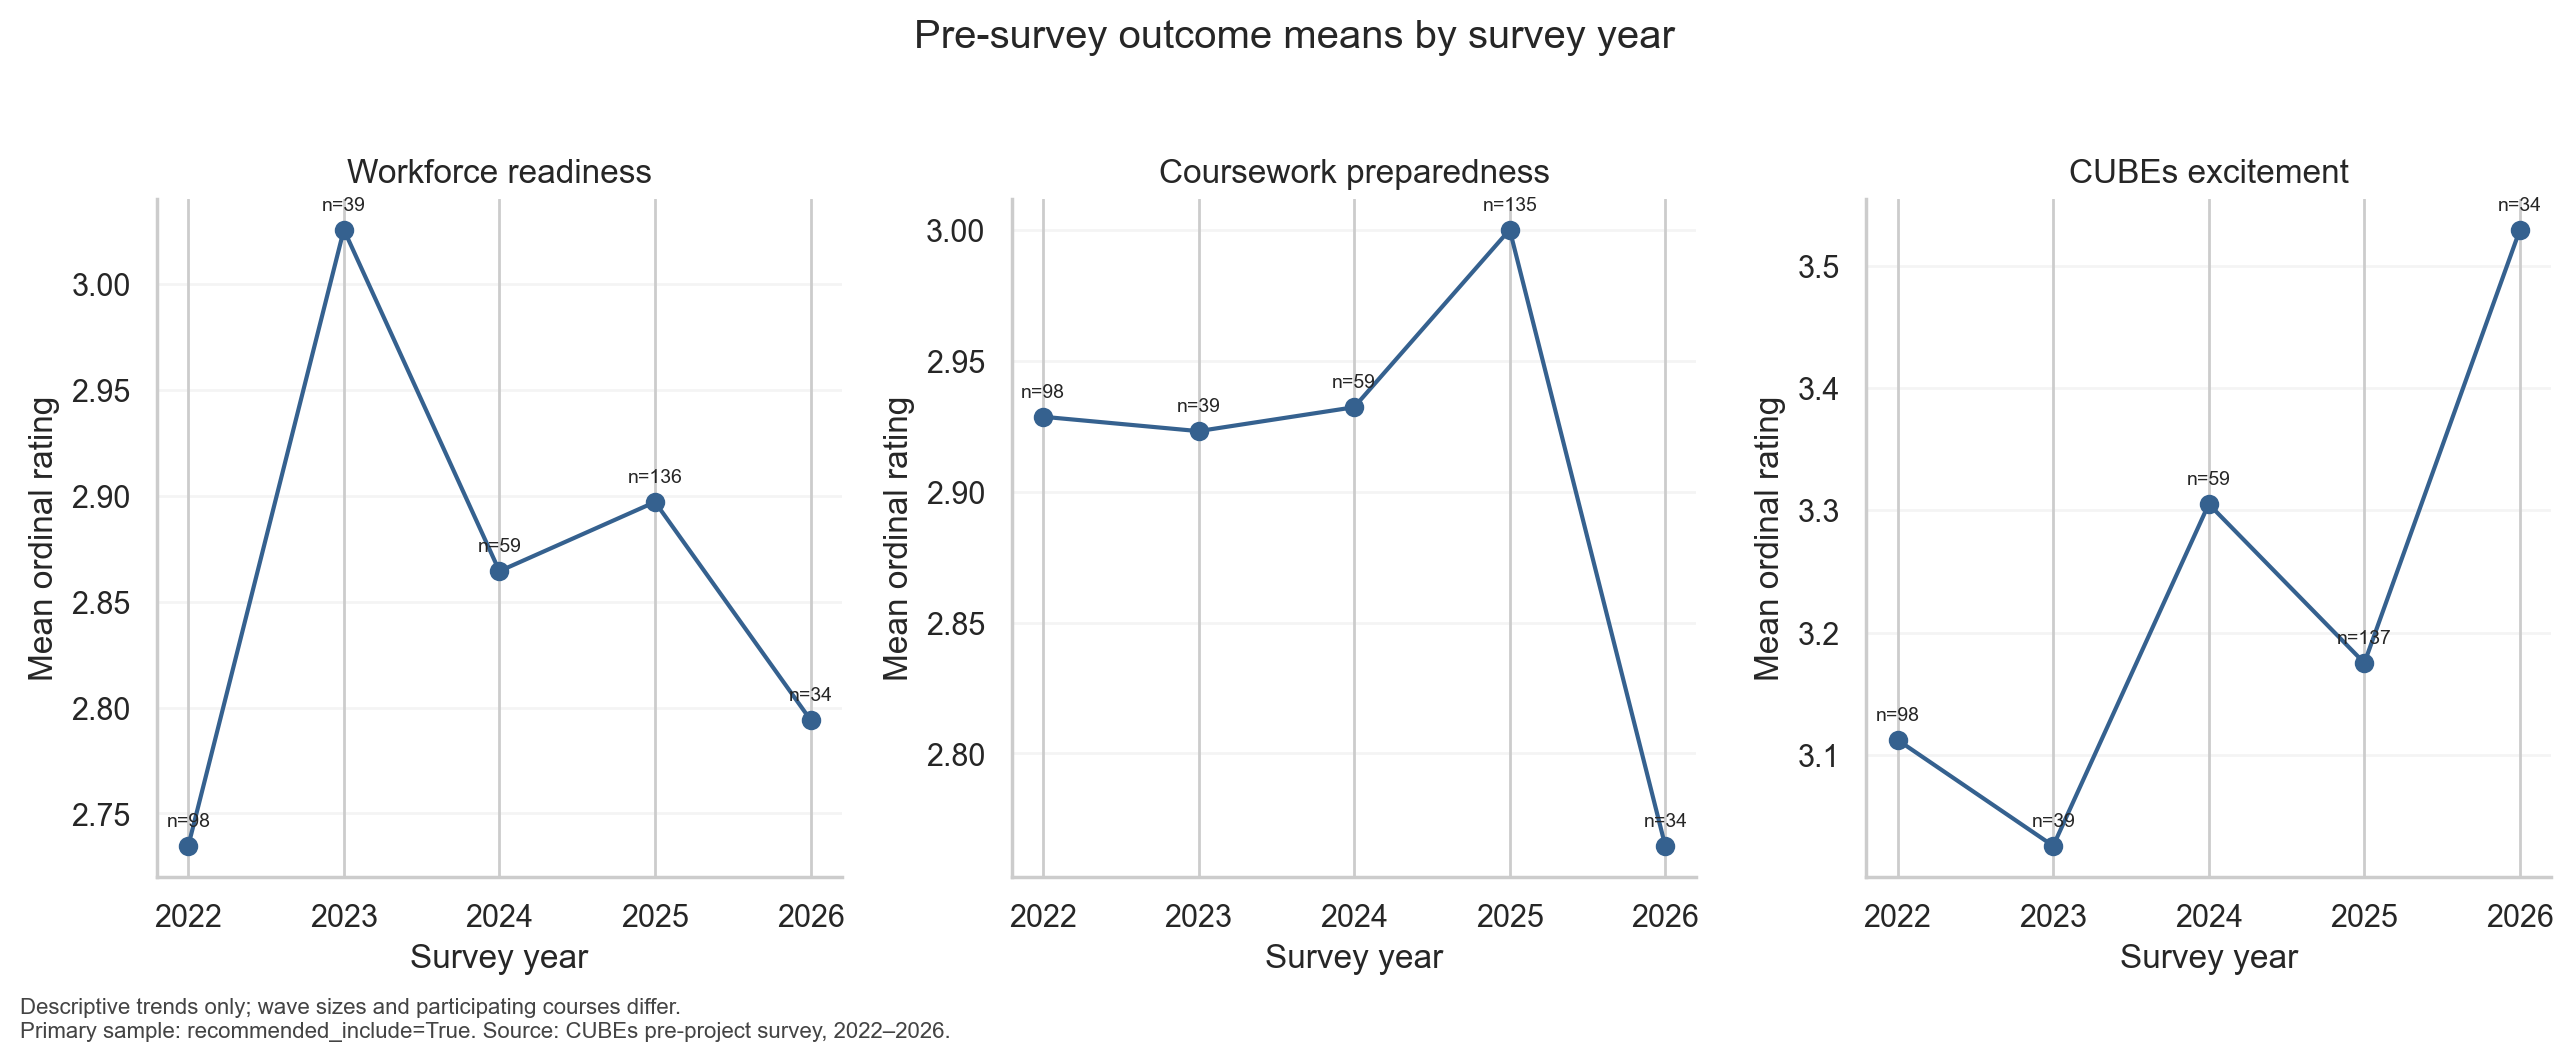 Pre-survey outcome means by survey year
Workforce readiness
Mean ordinal rating
3.00
2.95
2.90
2.85
2.80
2.75
n=98
n=39
n=59
n=136
n=34
2022 2023 2024 2025 2026
Survey year
Coursework preparedness
Mean ordinal rating
3.00
2.95
2.90
2.85
2.80
n=98
n=39
n=59
n=135
n=34
2022 2023 2024 2025 2026
Survey year
CUBEs excitement
Mean ordinal rating
3.5
3.4
3.3
3.2
3.1
n=98
n=39
n=59
n=137
n=34
2022 2023 2024 2025 2026
Survey year
Descriptive trends only; wave sizes and participating courses differ.
Primary sample: recommended_include=True. Source: CUBEs pre-project survey, 2022–2026.